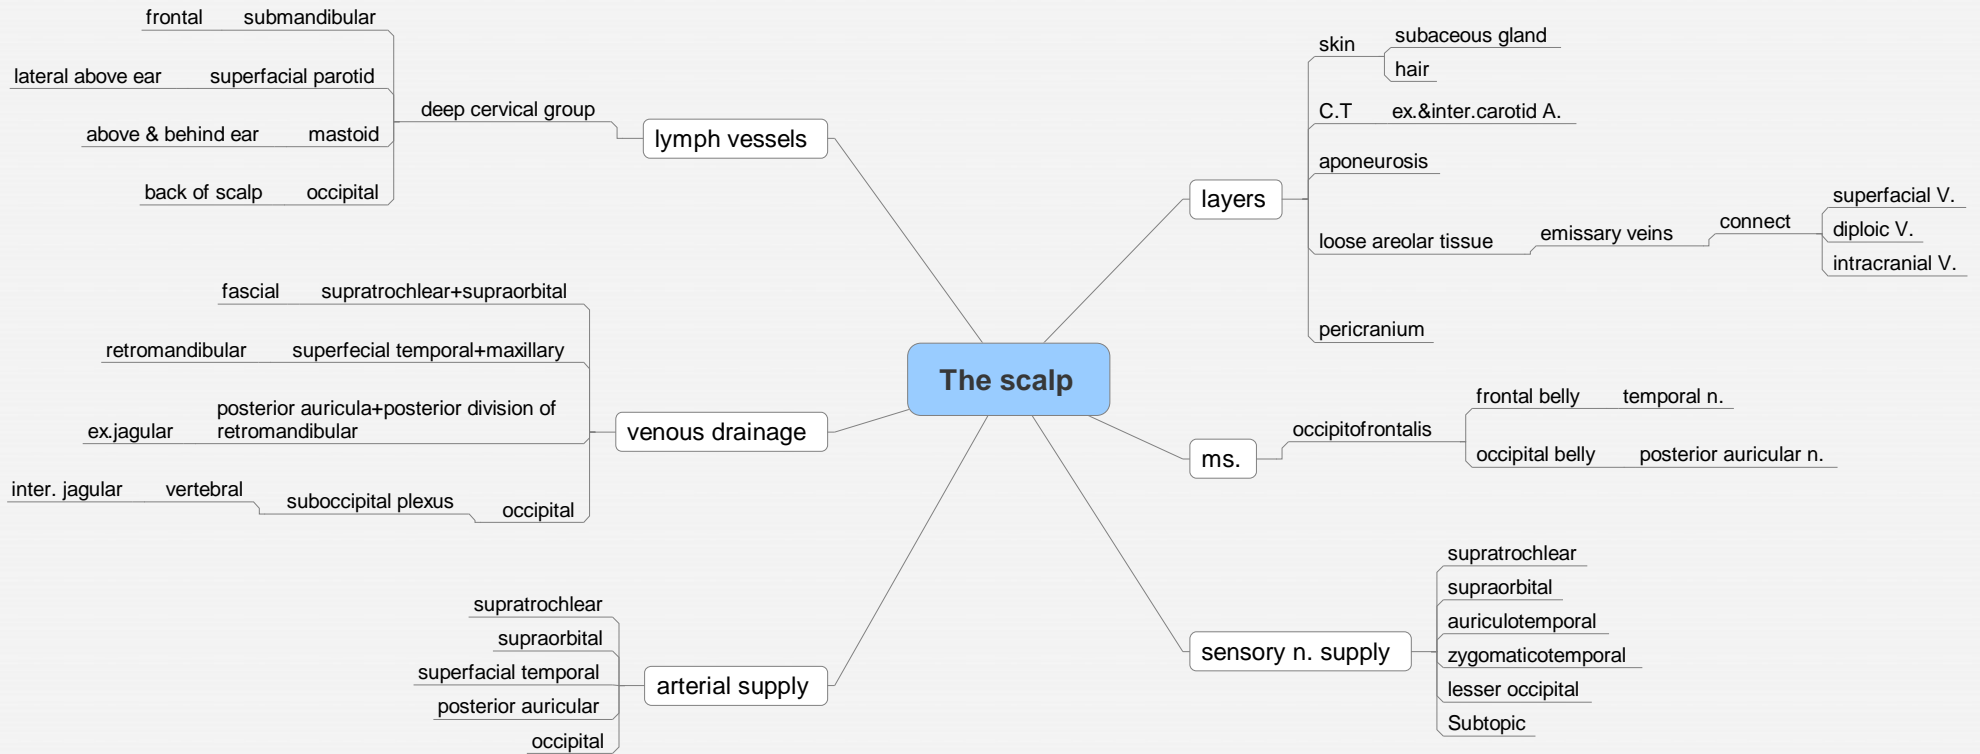 The scalp
lymph vessels
deep cervical group
submandibular
frontal
superfacial parotid
lateral above ear
mastoid
above & behind ear
occipital
back of scalp
venous drainage
supratrochlear+supraorbital
fascial
superfecial temporal+maxillary
retromandibular
posterior auricula+posterior division of
retromandibular
ex.jagular
occipital
suboccipital plexus
vertebral
inter. jagular
arterial supply
supratrochlear
supraorbital
superfacial temporal
posterior auricular
occipital
layers
skin
subaceous gland
hair
C.T
ex.&inter.carotid A.
aponeurosis
loose areolar tissue
emissary veins
connect
superfacial V.
diploic V.
intracranial V.
pericranium
ms.
occipitofrontalis
frontal belly
temporal n.
occipital belly
posterior auricular n.
sensory n. supply
supratrochlear
supraorbital
auriculotemporal
zygomaticotemporal
lesser occipital
Subtopic